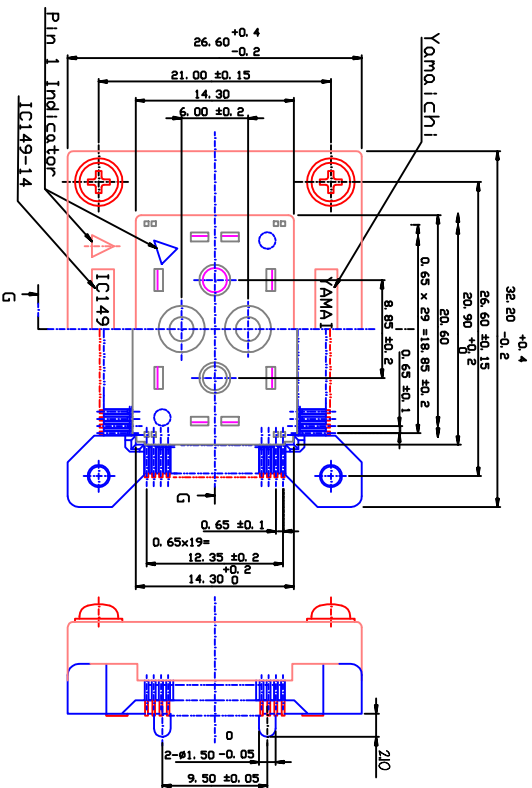 26.60 +0.4 -0.2
21.00 ±0.15
14.30
6.00 ±0.2
Yamaichi
Pin 1 Indicator
IC149-14
IC149
YAMAI
G
G
8.85 ±0.2
0.65 ±0.1
0.65 x 29 =18.85 ±0.2
20.60
20.90 +0.2 0
26.60 ±0.15
32.20 +0.4 -0.2
0.65 ±0.1
0.65x19=
12.35 ±0.2
14.30 +0.2 0
2-ø1.50 0 -0.05
9.50 ±0.05